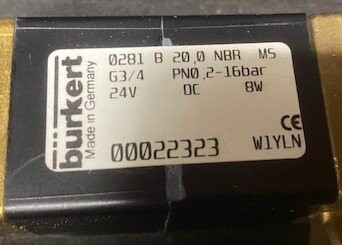 0281 B 20,0 NBR MS
G3/4 PN0,2-16bar
24V DC 8W
CE
00022323 W1YLN
burkert
Made in Germany